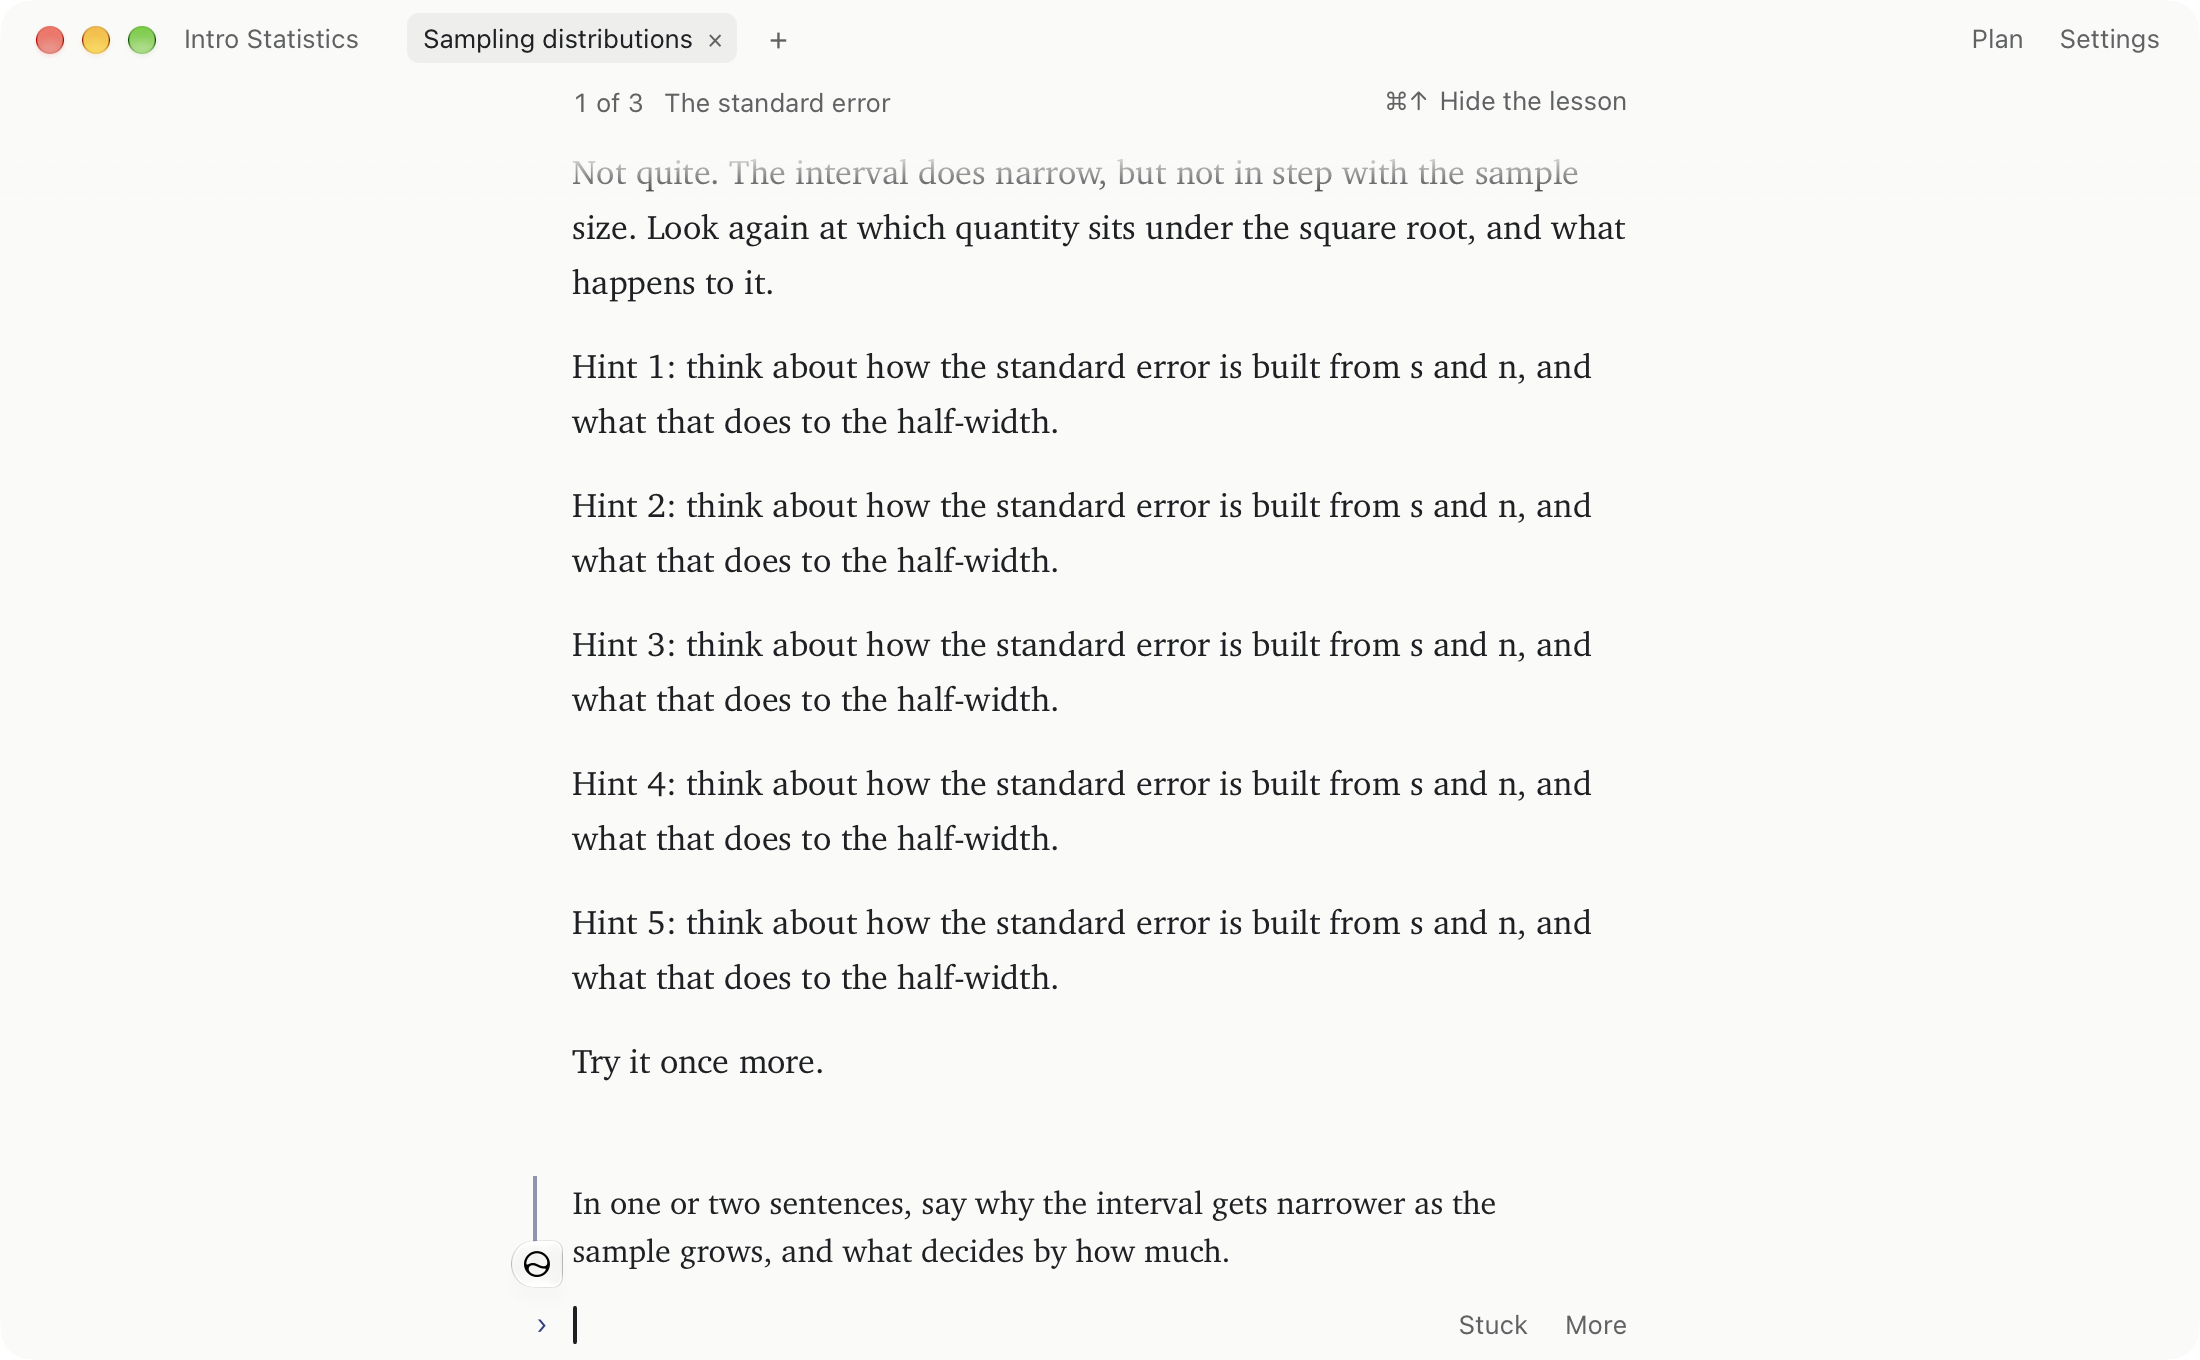 Intro Statistics
Sampling distributions ×
+
Plan
Settings
1 of 3 The standard error
⌘↑ Hide the lesson
Not quite. The interval does narrow, but not in step with the sample
size. Look again at which quantity sits under the square root, and what
happens to it.
Hint 1: think about how the standard error is built from s and n, and
what that does to the half-width.
Hint 2: think about how the standard error is built from s and n, and
what that does to the half-width.
Hint 3: think about how the standard error is built from s and n, and
what that does to the half-width.
Hint 4: think about how the standard error is built from s and n, and
what that does to the half-width.
Hint 5: think about how the standard error is built from s and n, and
what that does to the half-width.
Try it once more.
In one or two sentences, say why the interval gets narrower as the
sample grows, and what decides by how much.
›
Stuck
More